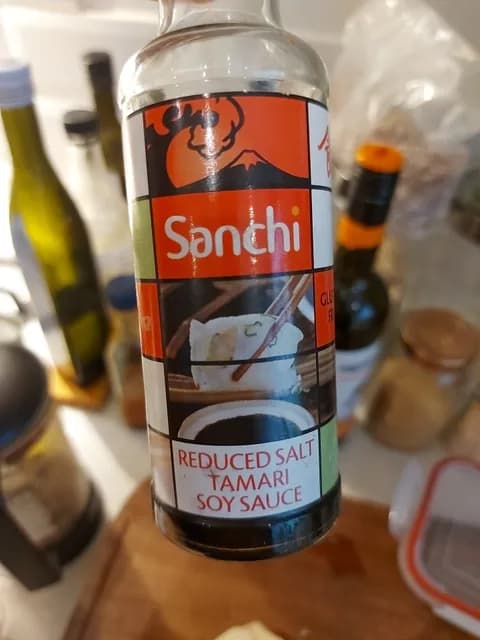 Sanchi
REDUCED SALT
TAMARI
SOY SAUCE